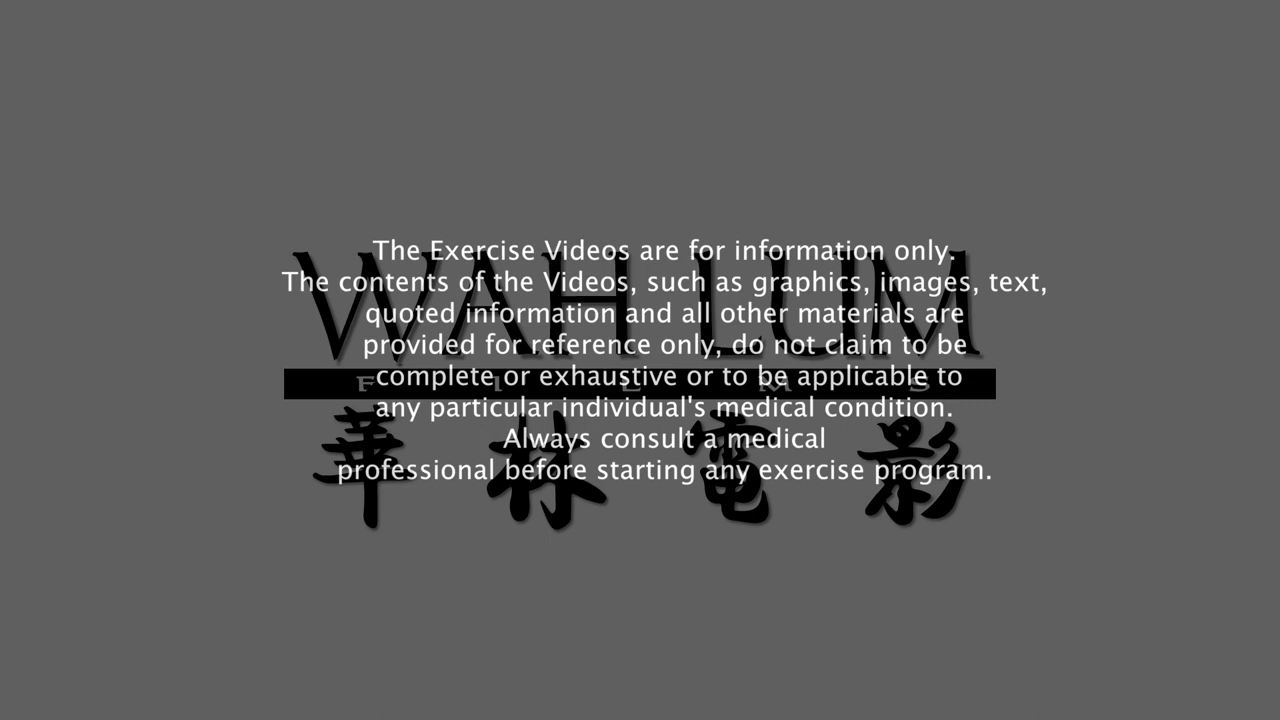 The Exercise Videos are for information only.
The contents of the Videos, such as graphics, images, text,
quoted information and all other materials are
provided for reference only, do not claim to be
complete or exhaustive or to be applicable to
any particular individual's medical condition.
Always consult a medical
professional before starting any exercise program.
WAH LUM
FILMS
華林電影